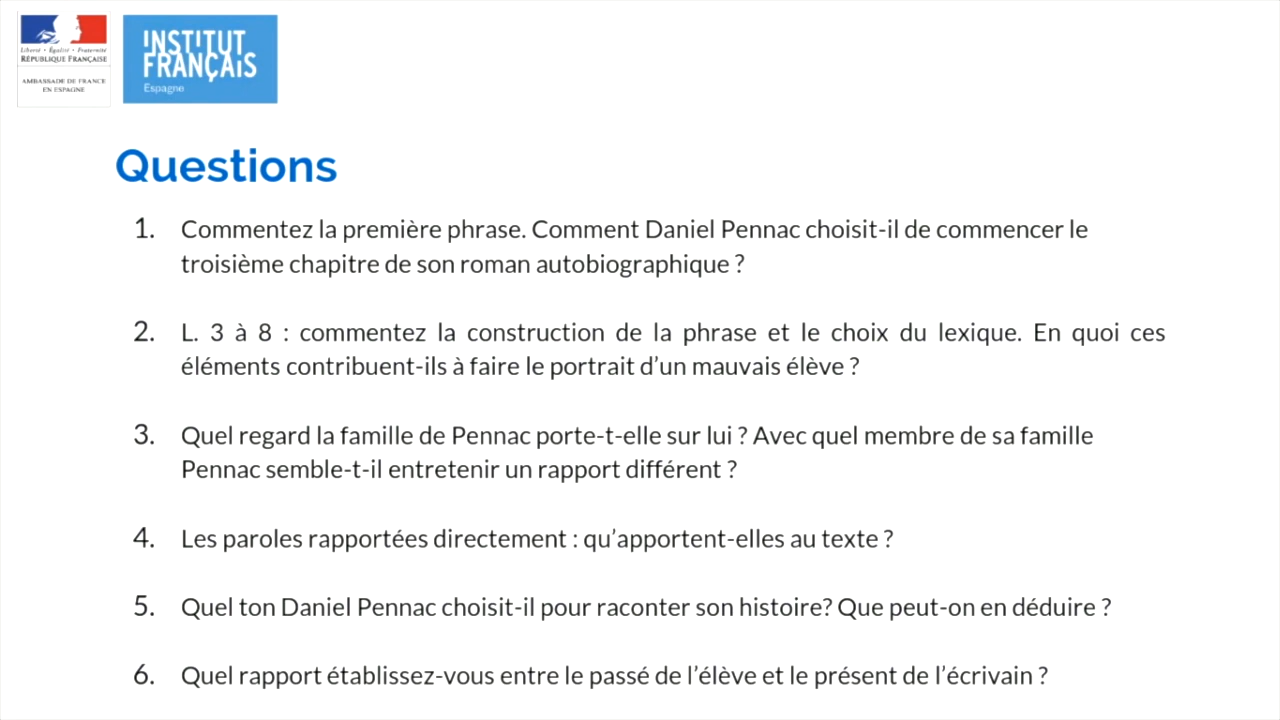 Liberté • Égalité • Fraternité
RÉPUBLIQUE FRANÇAISE
AMBASSADE DE FRANCE
EN ESPAGNE
INSTITUT
FRANÇAIS
Espagne
Questions
1. Commentez la première phrase. Comment Daniel Pennac choisit-il de commencer le
troisième chapitre de son roman autobiographique ?
2. L. 3 à 8 : commentez la construction de la phrase et le choix du lexique. En quoi ces
éléments contribuent-ils à faire le portrait d’un mauvais élève ?
3. Quel regard la famille de Pennac porte-t-elle sur lui ? Avec quel membre de sa famille
Pennac semble-t-il entretenir un rapport différent ?
4. Les paroles rapportées directement : qu’apportent-elles au texte ?
5. Quel ton Daniel Pennac choisit-il pour raconter son histoire? Que peut-on en déduire ?
6. Quel rapport établissez-vous entre le passé de l’élève et le présent de l’écrivain ?